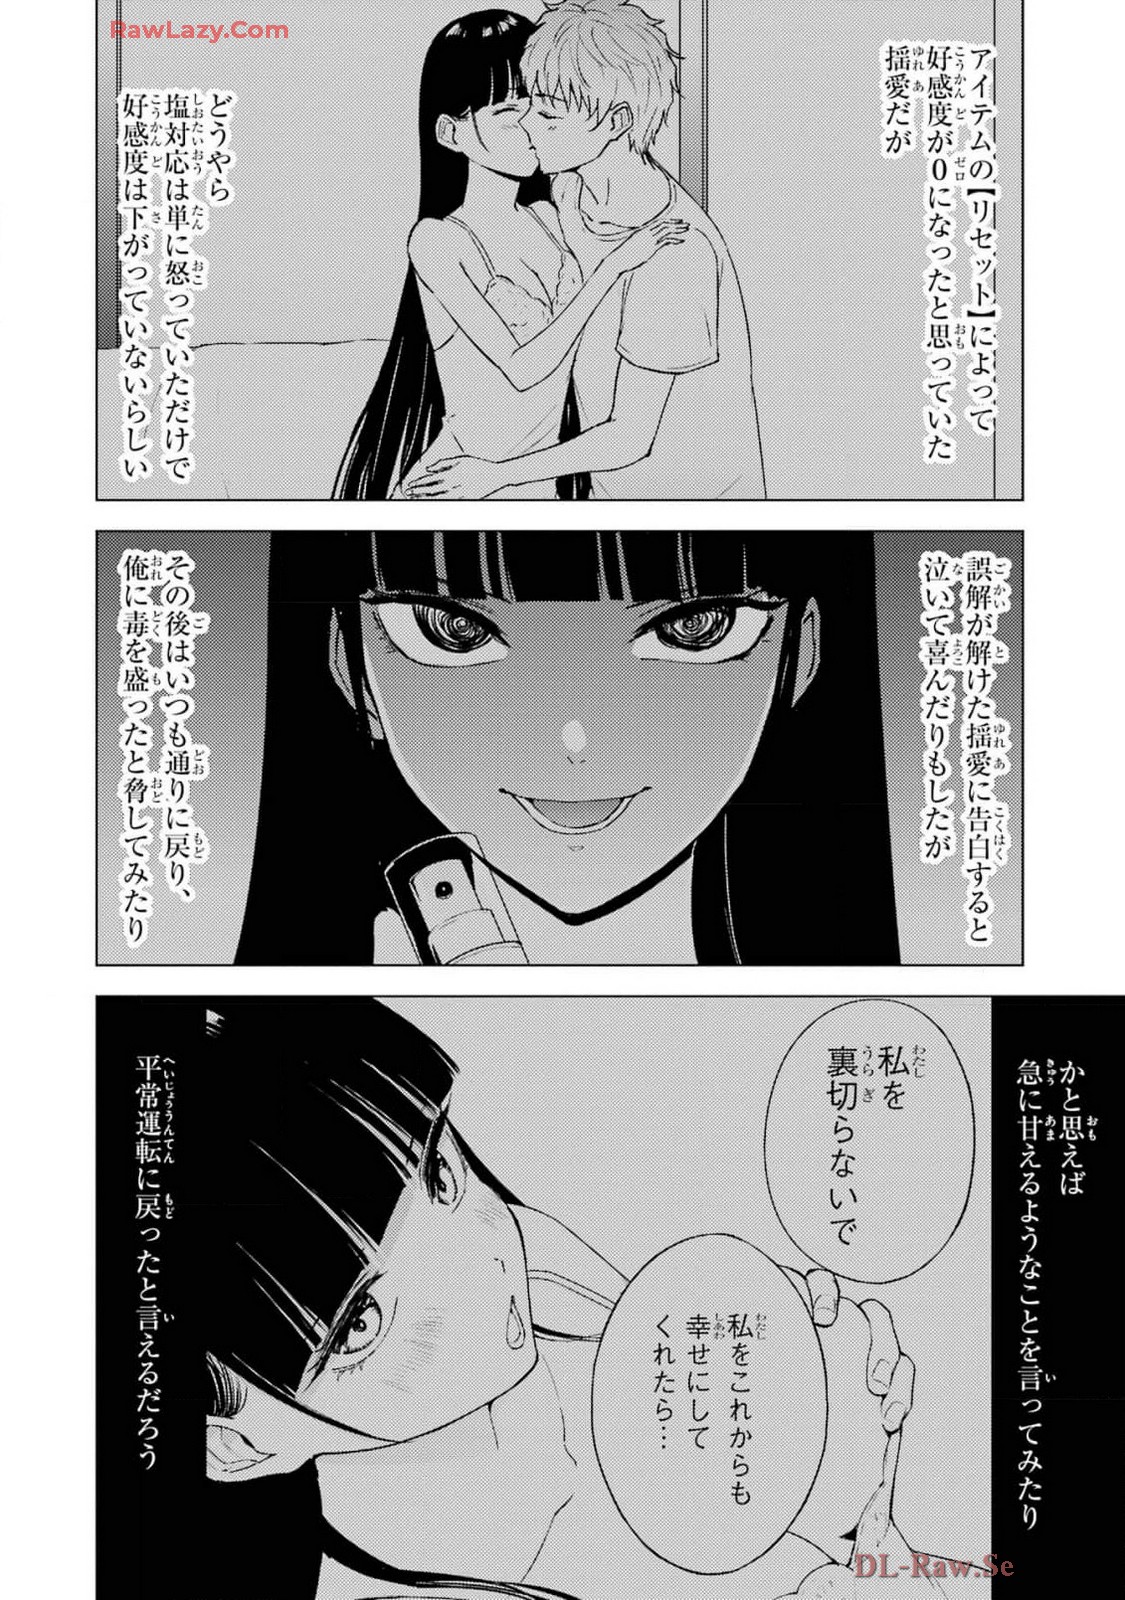 RawLazy.Com
アイテムの【リセット】によって
好感度が0になったと思っていた
揺愛だが
どうやら
塩対応は単に怒っていただけで
好感度は下がっていないらしい
誤解が解けた揺愛に告白すると
泣いて喜んだりもしたが
その後はいつも通りに戻り、
俺に毒を盛ったと脅してみたり
かと思えば
急に甘えるようなことを言ってみたり
私を
裏切らないで
私をこれからも
幸せにして
くれたら…
平常運転に戻ったと言えるだろう
DL-Raw.Se